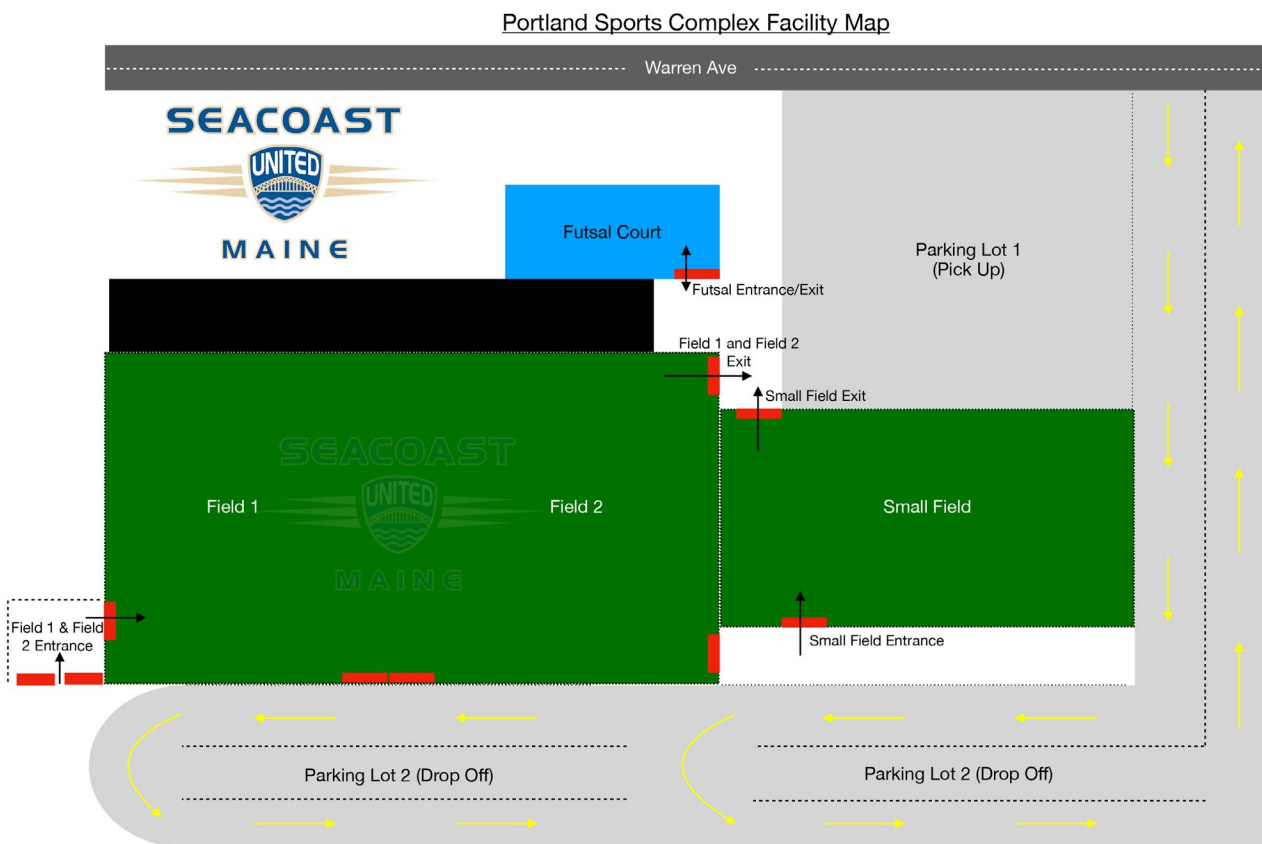 Portland Sports Complex Facility Map
Warren Ave
SEACOAST
UNITED
MAINE
Futsal Court
Parking Lot 1
(Pick Up)
Futsal Entrance/Exit
Field 1 and Field 2
Exit
Small Field Exit
SEACOAST
UNITED
MAINE
Field 1
Field 2
Small Field
Field 1 & Field
2 Entrance
Small Field Entrance
Parking Lot 2 (Drop Off)
Parking Lot 2 (Drop Off)